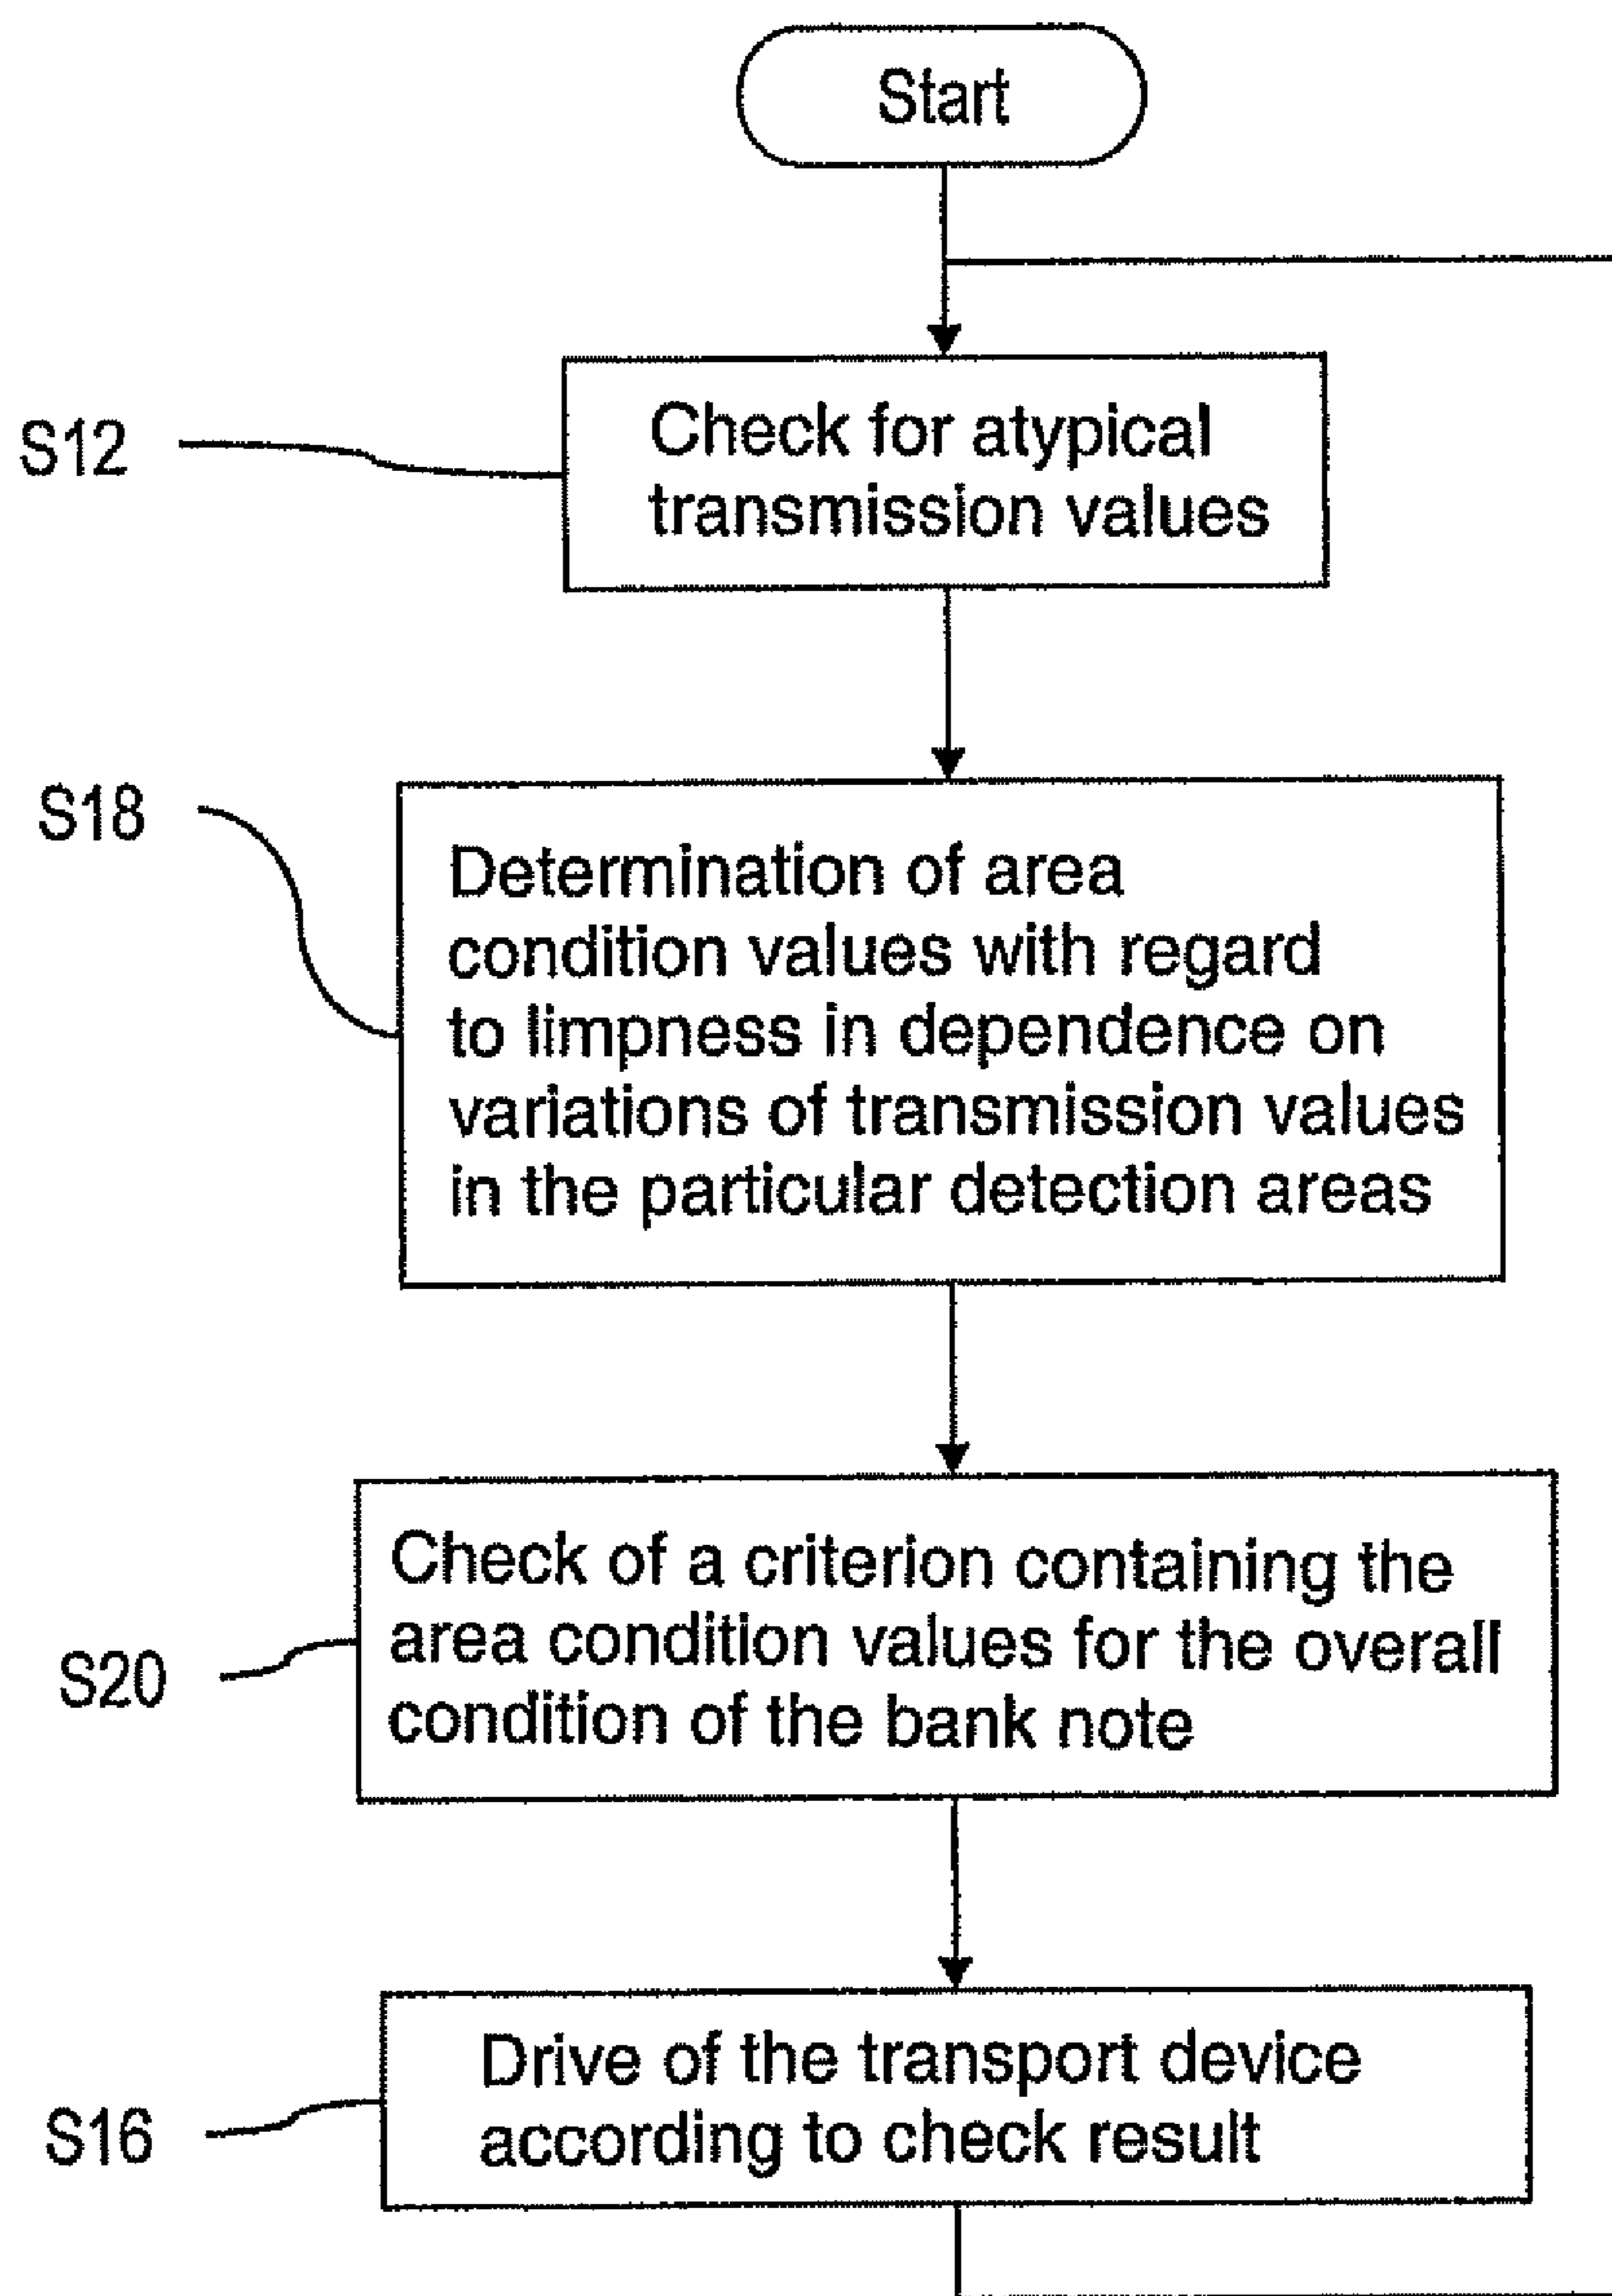 Start
S12
Check for atypical
transmission values
S18
Determination of area
condition values with regard
to limpness in dependence on
variations of transmission values
in the particular detection areas
S20
Check of a criterion containing the
area condition values for the overall
condition of the bank note
S16
Drive of the transport device
according to check result